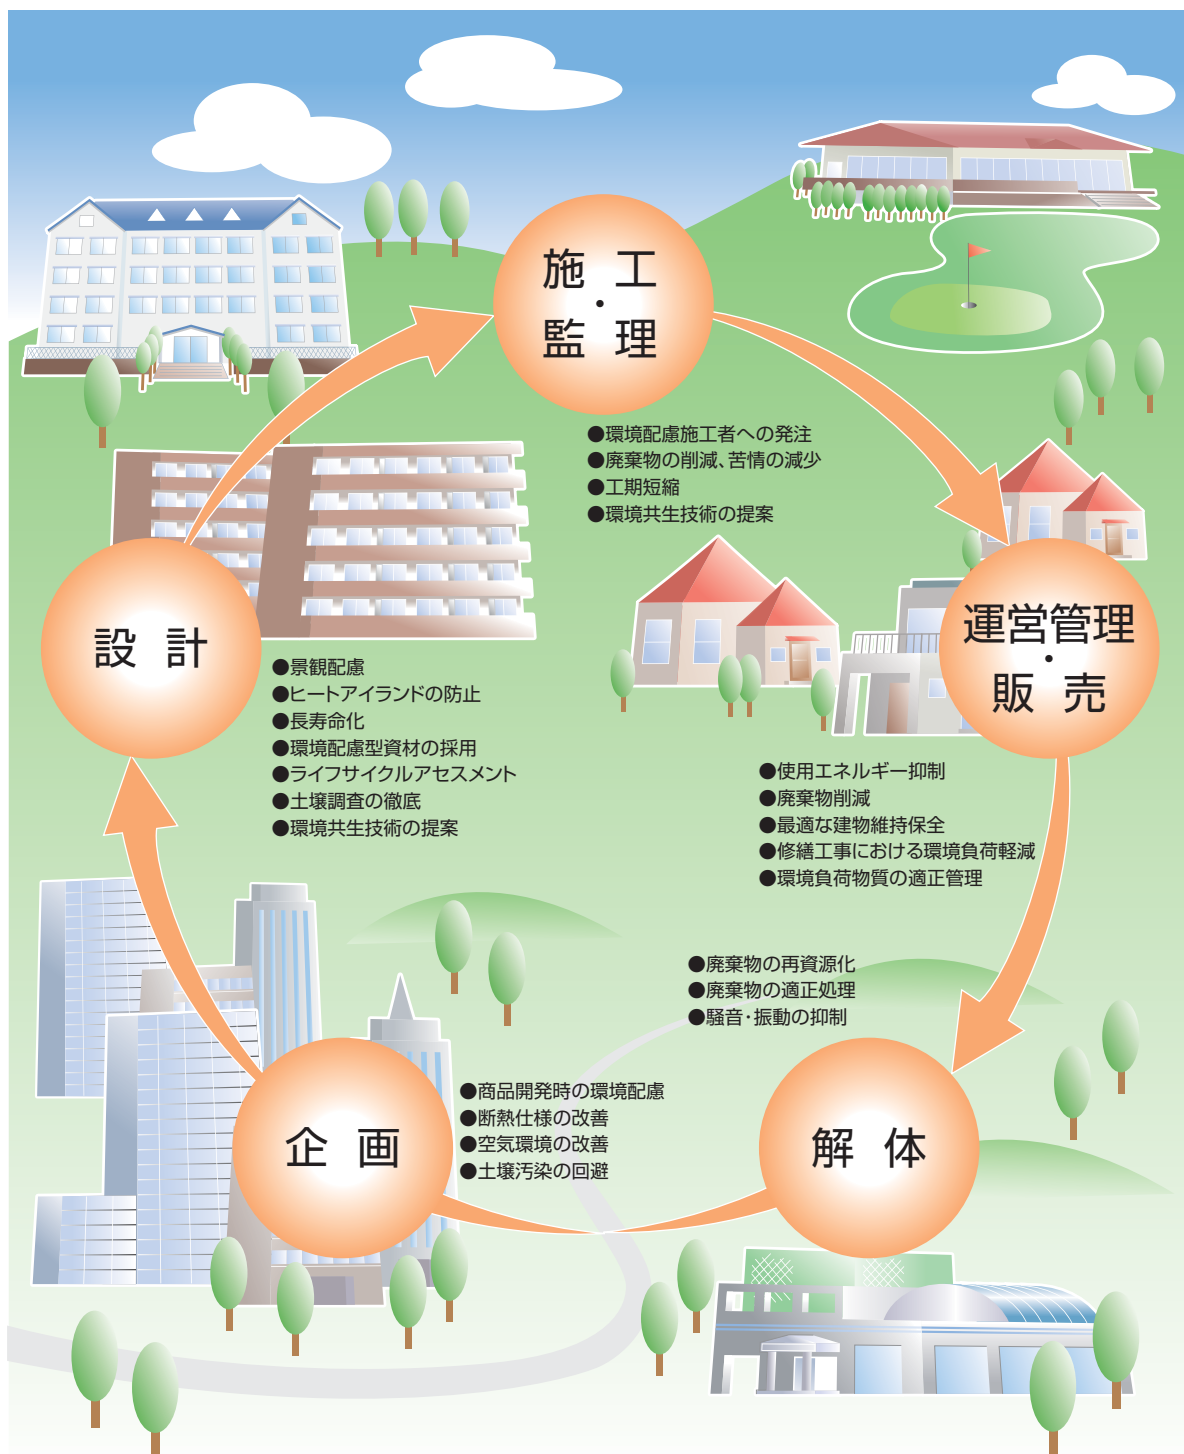 施工
・
監理
●環境配慮施工者への発注
●廃棄物の削減、苦情の減少
●工期短縮
●環境共生技術の提案
運営管理
・
販売
●使用エネルギー抑制
●廃棄物削減
●最適な建物維持保全
●修繕工事における環境負荷軽減
●環境負荷物質の適正管理
設計
●景観配慮
●ヒートアイランドの防止
●長寿命化
●環境配慮型資材の採用
●ライフサイクルアセスメント
●土壌調査の徹底
●環境共生技術の提案
●廃棄物の再資源化
●廃棄物の適正処理
●騒音・振動の抑制
解体
企画
●商品開発時の環境配慮
●断熱仕様の改善
●空気環境の改善
●土壌汚染の回避